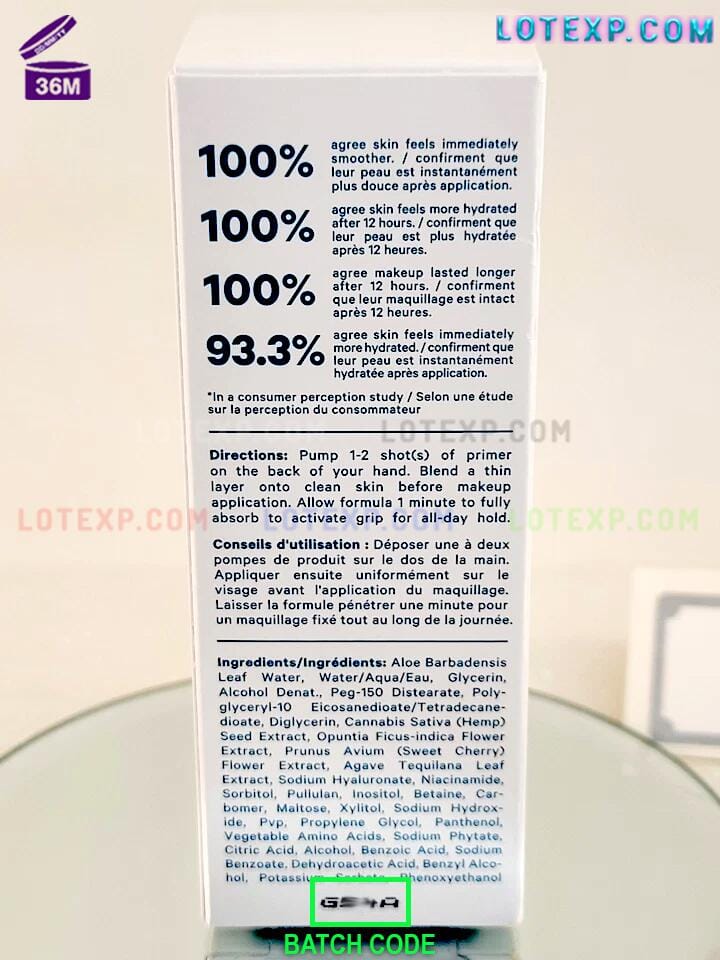 LOTEXP.COM
36M
100%
agree skin feels immediately
smoother. / confirment que
leur peau est instantanément
plus douce après application.
100%
agree skin feels more hydrated
after 12 hours. / confirment que
leur peau est plus hydratée
après 12 heures.
100%
agree makeup lasted longer
after 12 hours. / confirment
que leur maquillage est intact
après 12 heures.
93.3%
agree skin feels immediately
more hydrated. / confirment que
leur peau est instantanément
hydratée après application.
*In a consumer perception study / Selon une étude
sur la perception du consommateur
LOTEXP.COM
Directions: Pump 1-2 shot(s) of primer
on the back of your hand. Blend a thin
layer onto clean skin before makeup
application. Allow formula 1 minute to fully
absorb to activate grip for all-day hold.
LOTEXP.COM LOTEXP.COM LOTEXP.COM
Conseils d'utilisation : Déposer une à deux
pompes de produit sur le dos de la main.
Appliquer ensuite uniformément sur le
visage avant l'application du maquillage.
Laisser la formule pénétrer une minute pour
un maquillage fixé tout au long de la journée.
Ingredients/Ingrédients: Aloe Barbadensis
Leaf Water, Water/Aqua/Eau, Glycerin,
Alcohol Denat., Peg-150 Distearate, Poly-
glyceryl-10 Eicosanedioate/Tetradecane-
dioate, Diglycerin, Cannabis Sativa (Hemp)
Seed Extract, Opuntia Ficus-indica Flower
Extract, Prunus Avium (Sweet Cherry)
Flower Extract, Agave Tequilana Leaf
Extract, Sodium Hyaluronate, Niacinamide,
Sorbitol, Pullulan, Inositol, Betaine, Car-
bomer, Maltose, Xylitol, Sodium Hydrox-
ide, Pvp, Propylene Glycol, Panthenol,
Vegetable Amino Acids, Sodium Phytate,
Citric Acid, Alcohol, Benzoic Acid, Sodium
Benzoate, Dehydroacetic Acid, Benzyl Alco-
hol, Potassium Sorbate, Phenoxyethanol
BATCH CODE